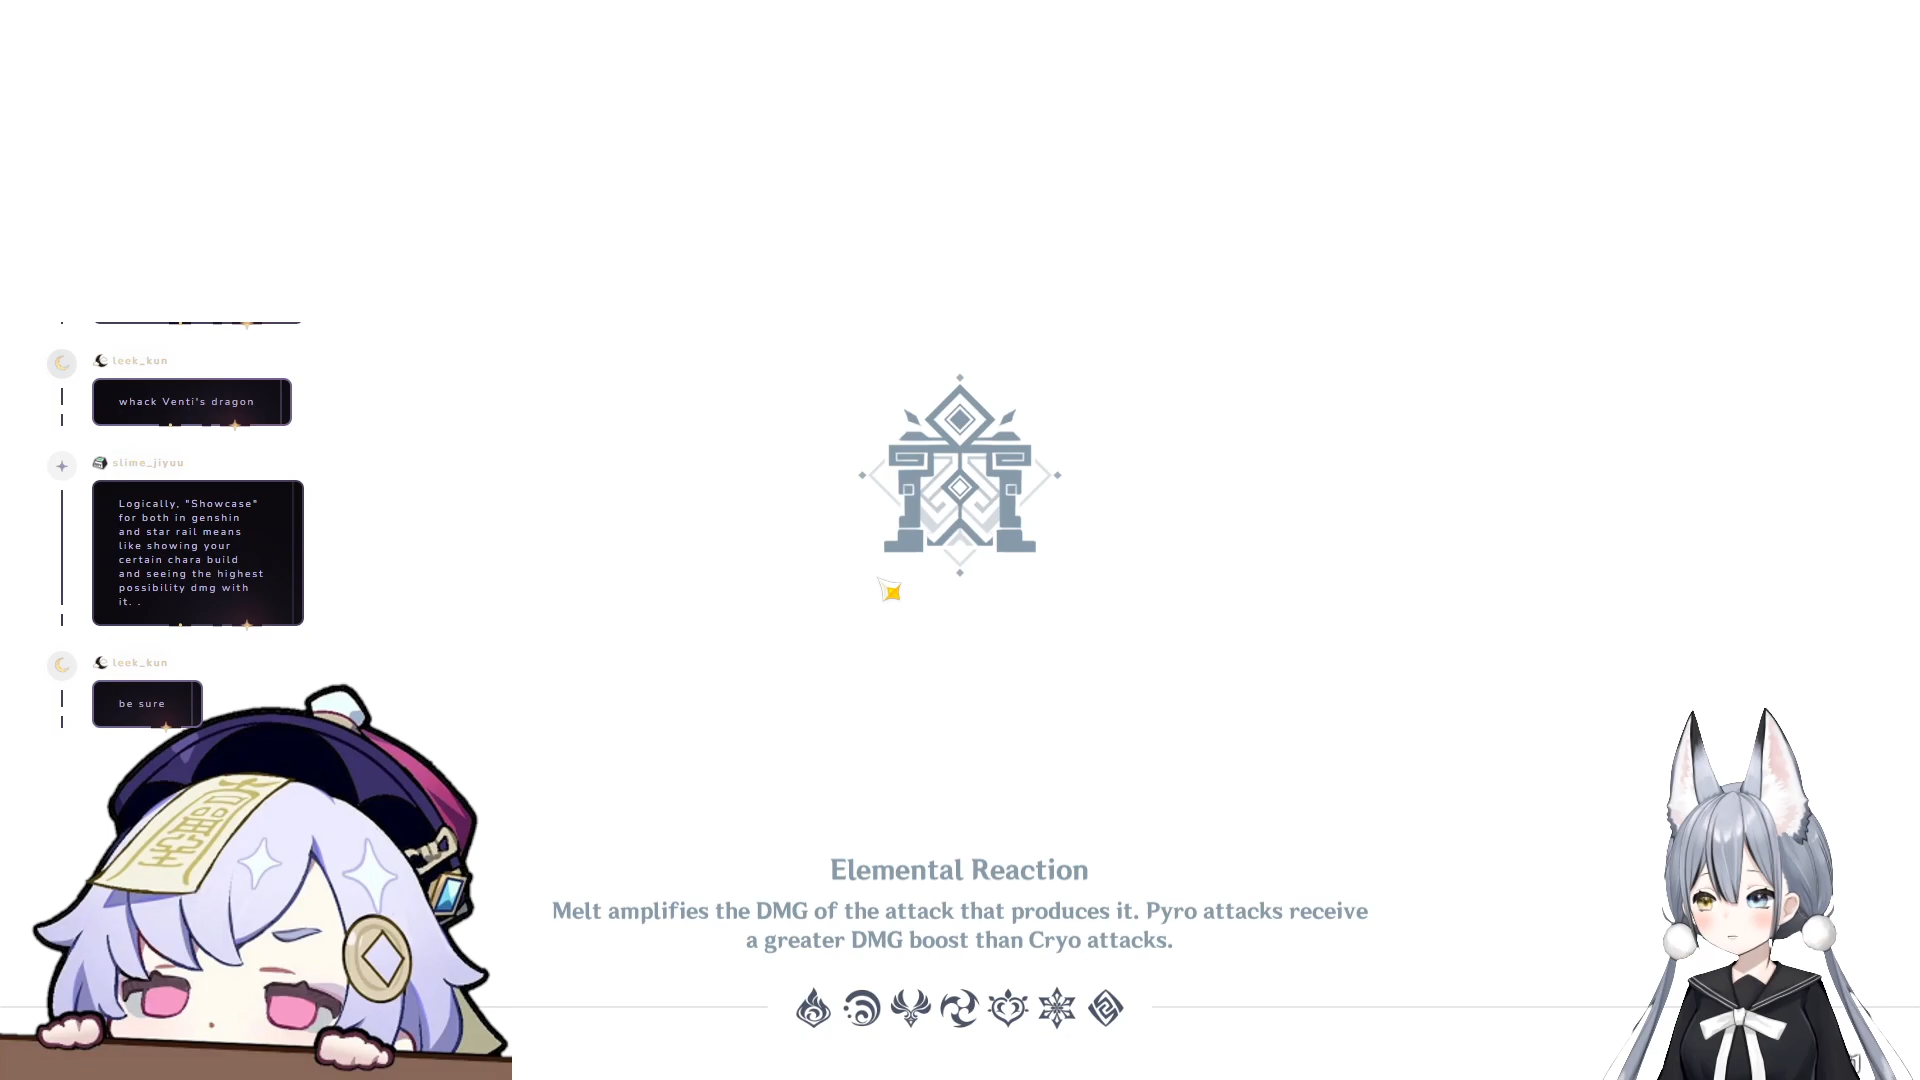 leek_kun
whack Venti's dragon
slime_jiyuu
Logically, "Showcase"
for both in genshin
and star rail means
like showing your
certain chara build
and seeing the highest
possibility dmg with
it. .
leek_kun
be sure
Elemental Reaction
Melt amplifies the DMG of the attack that produces it. Pyro attacks receive
a greater DMG boost than Cryo attacks.